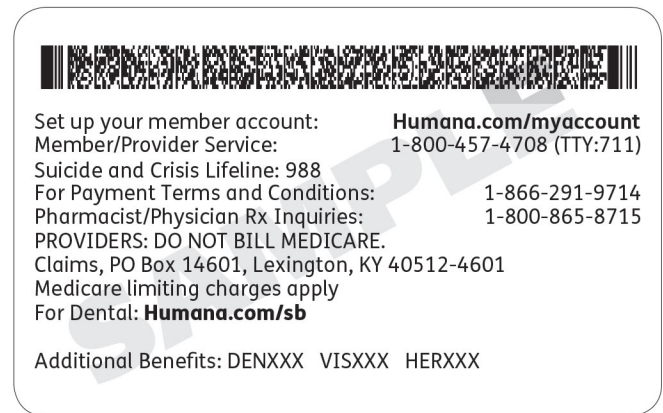 Set up your member account: Humana.com/myaccount
Member/Provider Service: 1-800-457-4708 (TTY:711)
Suicide and Crisis Lifeline: 988
For Payment Terms and Conditions: 1-866-291-9714
Pharmacist/Physician Rx Inquiries: 1-800-865-8715
PROVIDERS: DO NOT BILL MEDICARE.
Claims, PO Box 14601, Lexington, KY 40512-4601
Medicare limiting charges apply
For Dental: Humana.com/sb
Additional Benefits: DENXXX VISXXX HERXXX
SAMPLE